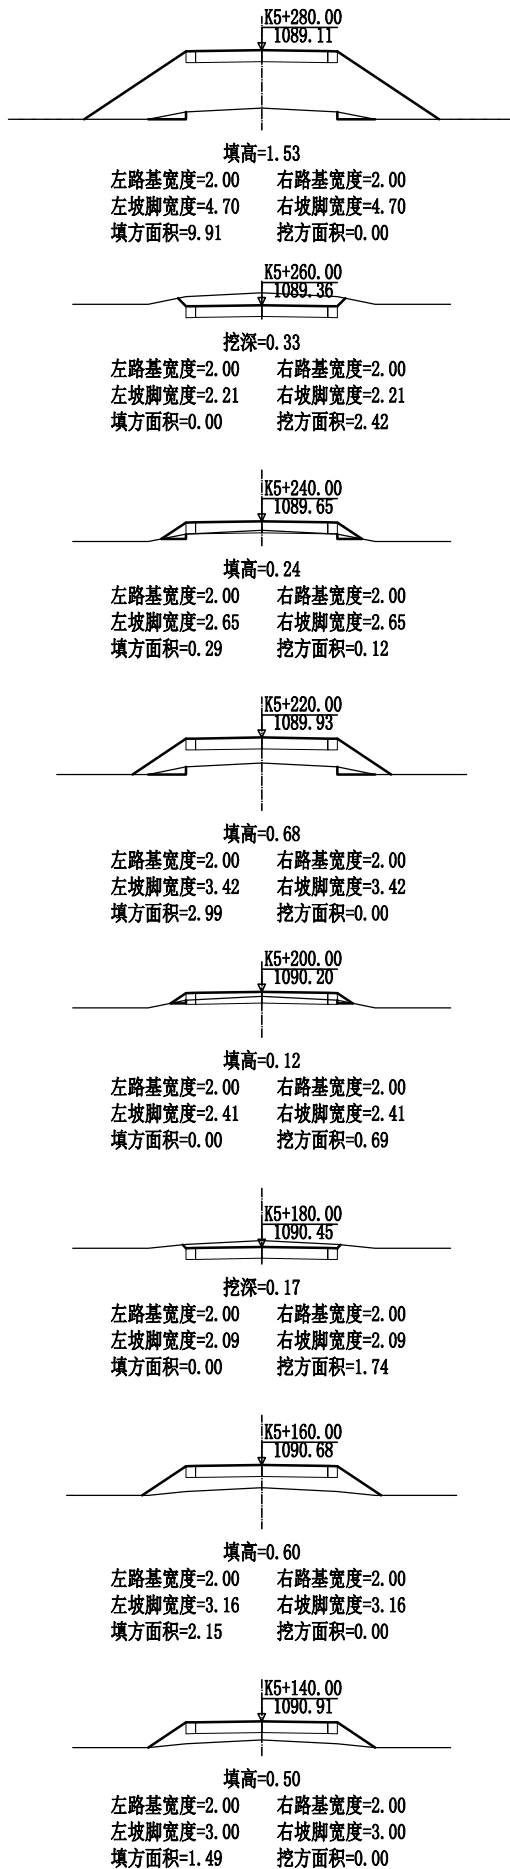 K5+280.00
1089.11
填高=1.53
左路基宽度=2.00 右路基宽度=2.00
左坡脚宽度=4.70 右坡脚宽度=4.70
填方面积=9.91 挖方面积=0.00
K5+260.00
1089.36
挖深=0.33
左路基宽度=2.00 右路基宽度=2.00
左坡脚宽度=2.21 右坡脚宽度=2.21
填方面积=0.00 挖方面积=2.42
K5+240.00
1089.65
填高=0.24
左路基宽度=2.00 右路基宽度=2.00
左坡脚宽度=2.65 右坡脚宽度=2.65
填方面积=0.29 挖方面积=0.12
K5+220.00
1089.93
填高=0.68
左路基宽度=2.00 右路基宽度=2.00
左坡脚宽度=3.42 右坡脚宽度=3.42
填方面积=2.99 挖方面积=0.00
K5+200.00
1090.20
填高=0.12
左路基宽度=2.00 右路基宽度=2.00
左坡脚宽度=2.41 右坡脚宽度=2.41
填方面积=0.00 挖方面积=0.69
K5+180.00
1090.45
挖深=0.17
左路基宽度=2.00 右路基宽度=2.00
左坡脚宽度=2.09 右坡脚宽度=2.09
填方面积=0.00 挖方面积=1.74
K5+160.00
1090.68
填高=0.60
左路基宽度=2.00 右路基宽度=2.00
左坡脚宽度=3.16 右坡脚宽度=3.16
填方面积=2.15 挖方面积=0.00
K5+140.00
1090.91
填高=0.50
左路基宽度=2.00 右路基宽度=2.00
左坡脚宽度=3.00 右坡脚宽度=3.00
填方面积=1.49 挖方面积=0.00